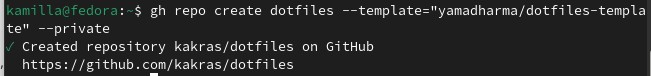 kamilla@fedora:~$ gh repo create dotfiles --template="yamadharma/dotfiles-templa
te" --private
✓ Created repository kakras/dotfiles on GitHub
  https://github.com/kakras/dotfiles